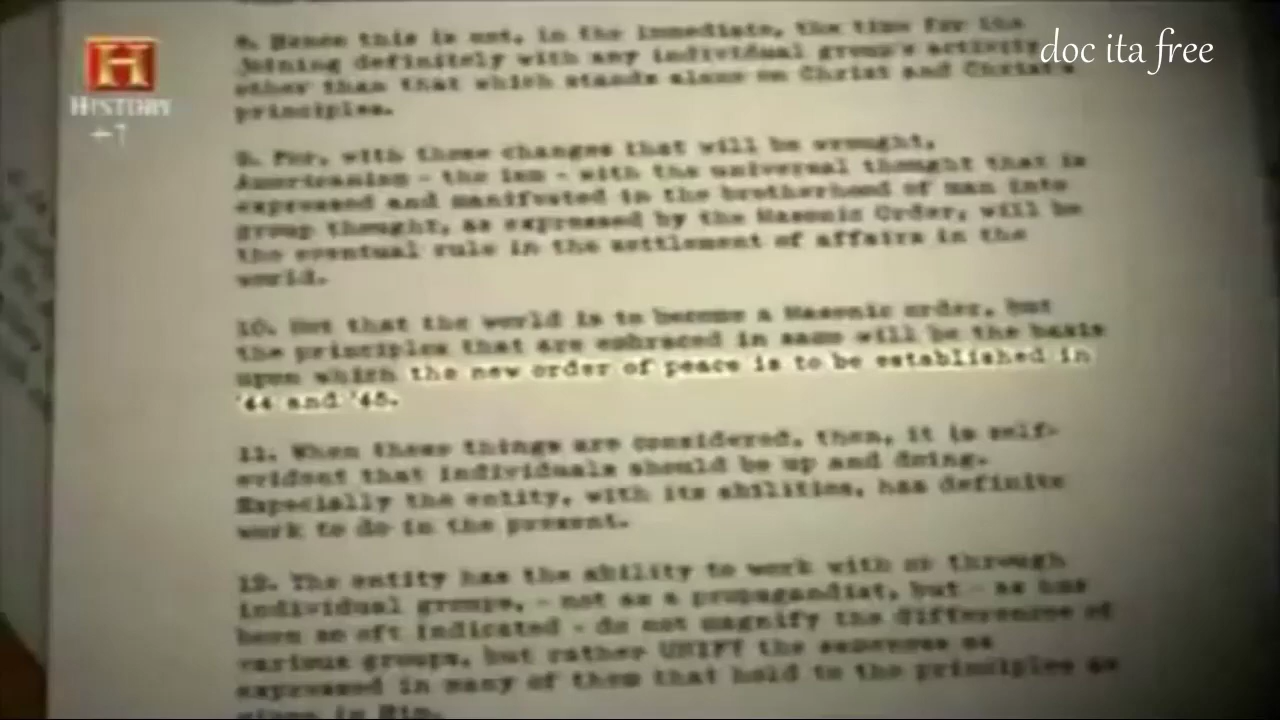 HISTORY
+1
doc ita free
Hence this is not, in the immediate, the time for the
joining definitely with any individual group's activity
other than that which stands alone on Christ and Christ's
principles.
9. For, with those changes that will be wrought,
Americanism - the ism - with the universal thought that is
expressed and manifested in the brotherhood of man into
group thought, as expressed by the Masonic Order, will be
the eventual rule in the settlement of affairs in the
world.
10. Not that the world is to become a Masonic order, but
the principles that are embraced in same will be the basis
upon which the new order of peace is to be established in
'44 and '45.
11. When these things are considered, then, it is self-
evident that individuals should be up and doing.
Especially the entity, with its abilities, has definite
work to do in the present.
12. The entity has the ability to work with or through
individual groups, - not as a propagandist, but - as has
been so oft indicated - do not magnify the differences of
various groups, but rather UNIFY the as
expressed in many of them that hold to the principles as
given in Him.